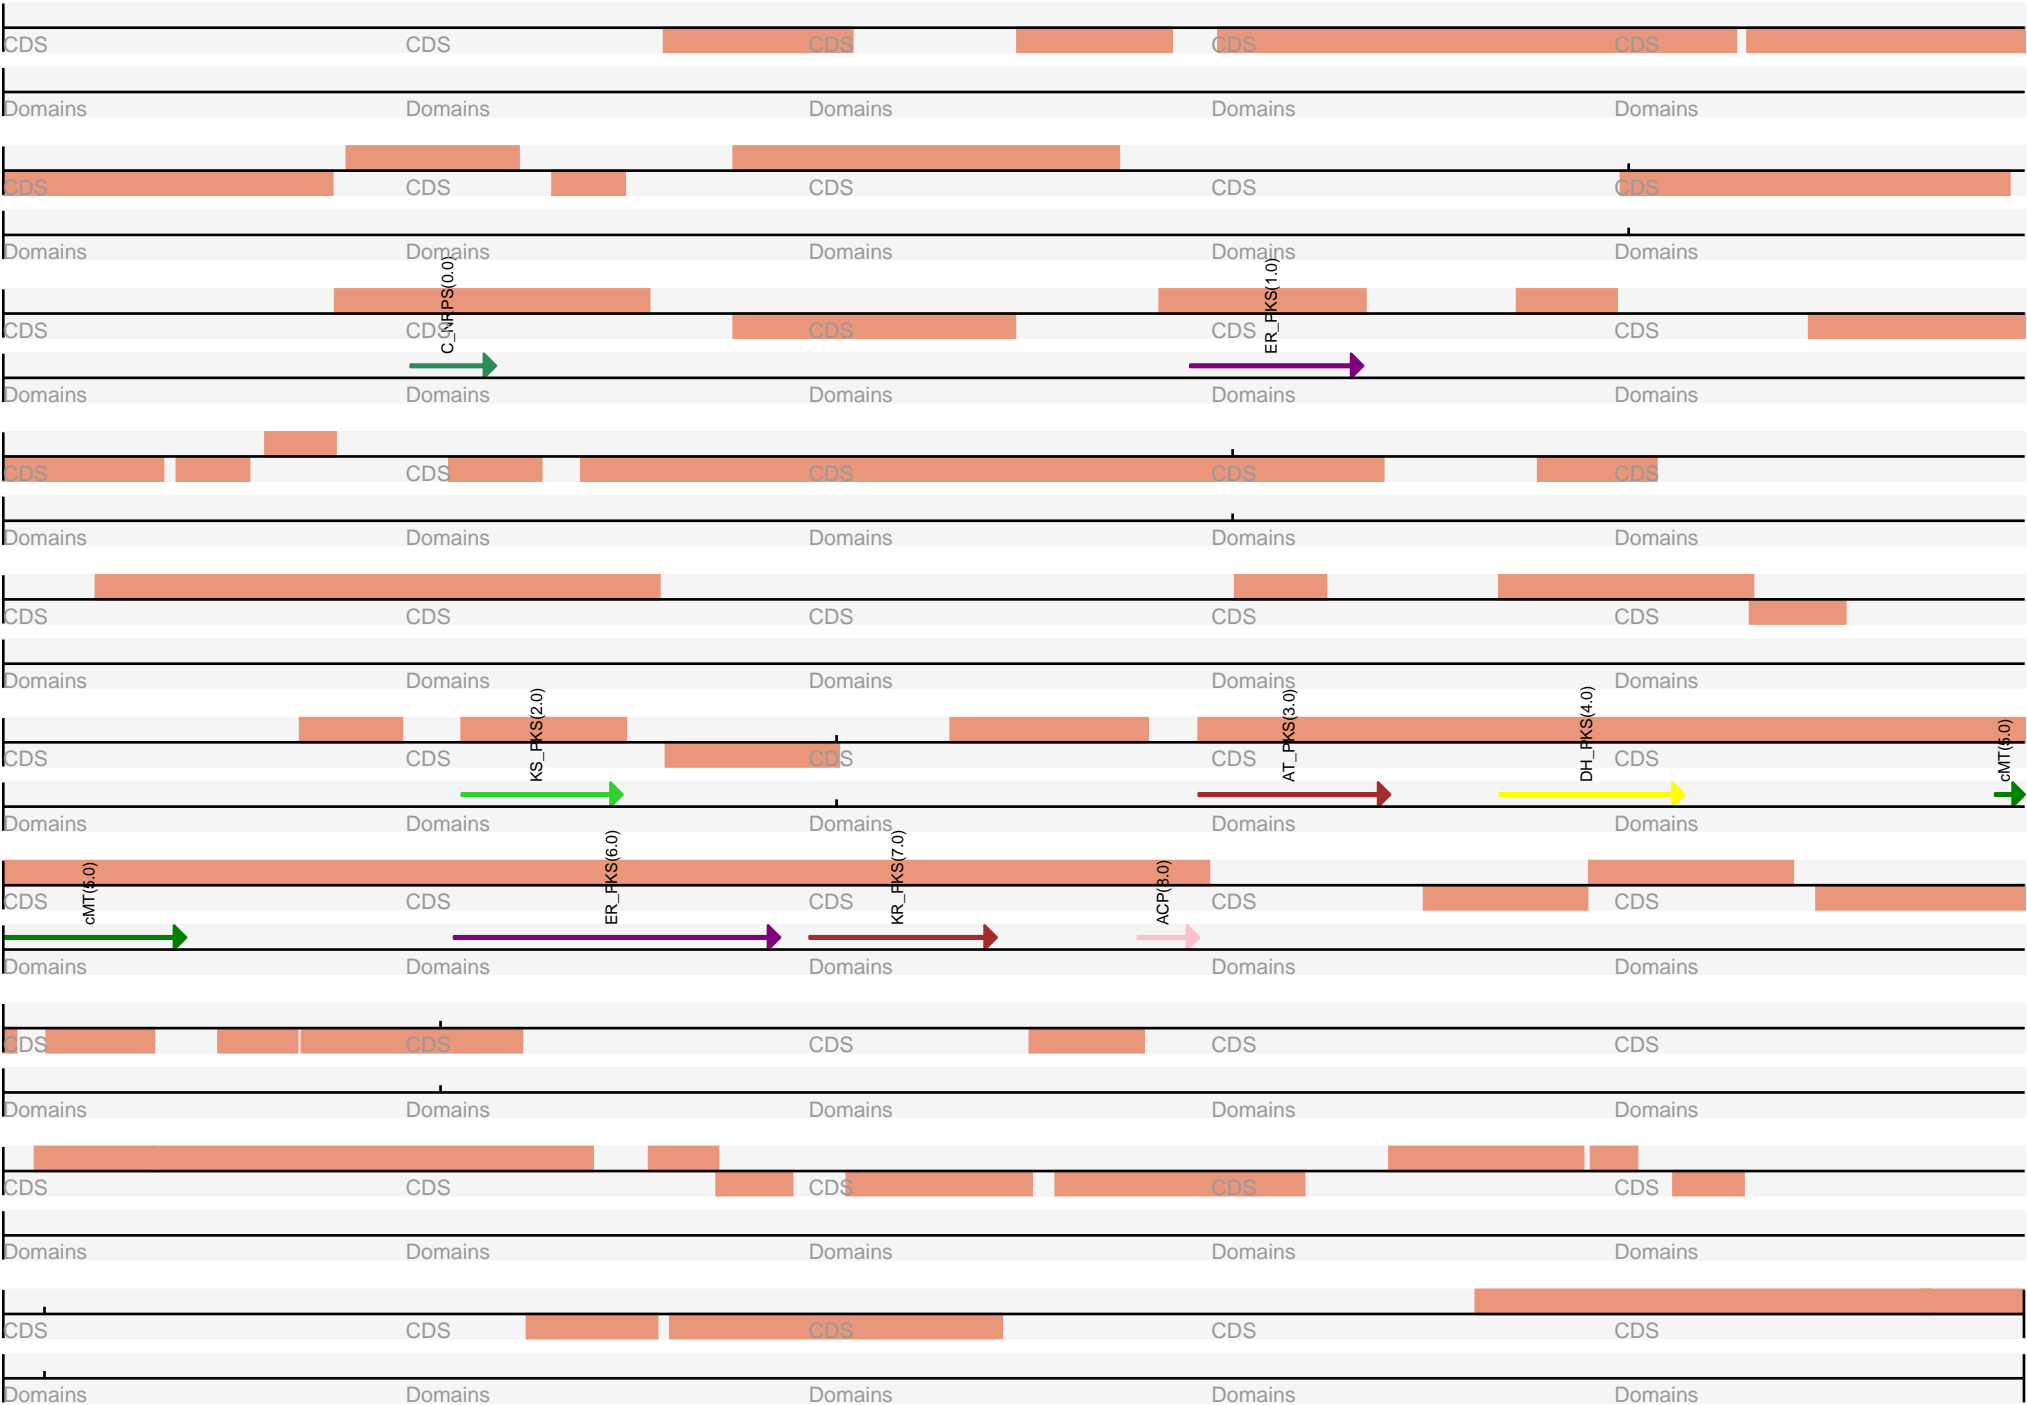 CDS CDS CDS CDS CDS
Domains Domains Domains Domains Domains
CDS CDS CDS CDS CDS
Domains Domains Domains Domains Domains
C_NRPS(0.0) ER_PKS(1.0)
CDS CDS CDS CDS CDS
Domains Domains Domains Domains Domains
CDS CDS CDS CDS CDS
Domains Domains Domains Domains Domains
CDS CDS CDS CDS CDS
Domains Domains Domains Domains Domains
KS_PKS(2.0) AT_PKS(3.0) DH_PKS(4.0) cMT(5.0)
CDS CDS CDS CDS CDS
Domains Domains Domains Domains Domains
cMT(5.0) ER_PKS(6.0) KR_PKS(7.0) ACP(8.0)
CDS CDS CDS CDS CDS
Domains Domains Domains Domains Domains
CDS CDS CDS CDS CDS
Domains Domains Domains Domains Domains
CDS CDS CDS CDS CDS
Domains Domains Domains Domains Domains
CDS CDS CDS CDS CDS
Domains Domains Domains Domains Domains